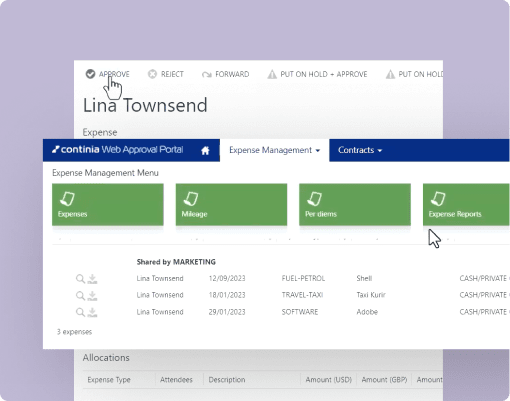 APPROVE REJECT FORWARD PUT ON HOLD + APPROVE PUT ON HOLD
Lina Townsend
Expense
continia Web Approval Portal Expense Management Contracts
Expense Management Menu
Expenses Mileage Per diems Expense Reports
Shared by MARKETING
Lina Townsend 12/09/2023 FUEL-PETROL Shell CASH/PRIVATE
Lina Townsend 18/01/2023 TRAVEL-TAXI Taxi Kurir CASH/PRIVATE
Lina Townsend 29/01/2023 SOFTWARE Adobe CASH/PRIVATE
3 expenses
Allocations
Expense Type Attendees Description Amount (USD) Amount (GBP) Amount